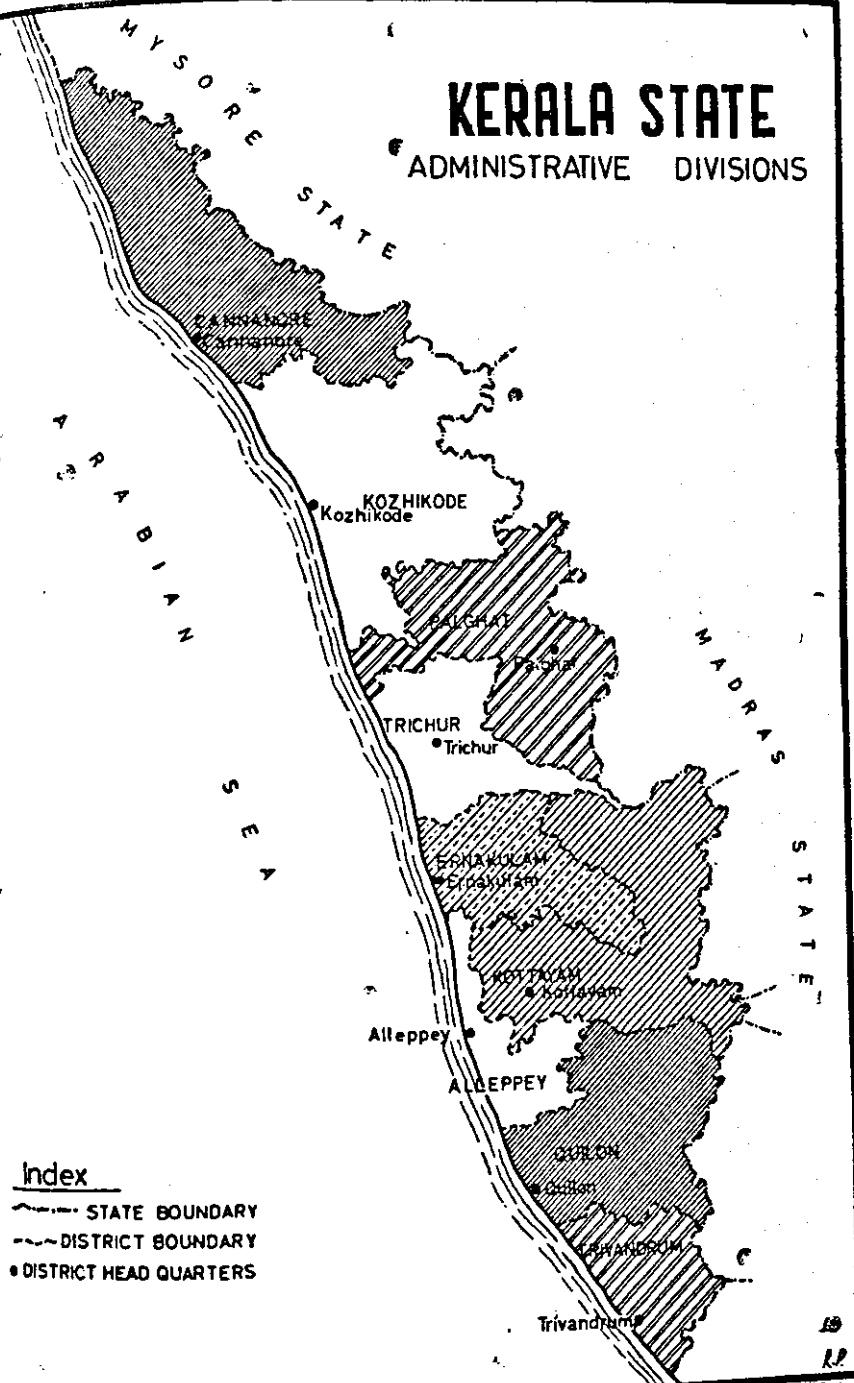 MYSORE STATE
KERALA STATE
ADMINISTRATIVE DIVISIONS
CANNANORE
Cannanore
ARABIAN SEA
KOZHIKODE
Kozhikode
PALGHAT
Palghat
MADRAS STATE
TRICHUR
Trichur
ERNAKULAM
Ernakulam
KOTTAYAM
Kottayam
Alleppey
ALLEPPEY
QUILON
Quilon
Index
STATE BOUNDARY
DISTRICT BOUNDARY
DISTRICT HEAD QUARTERS
TRIVANDRUM
Trivandrum